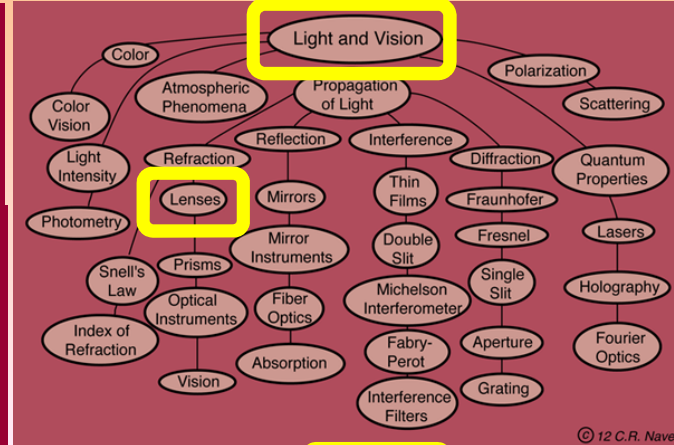 Light and Vision
Color
Polarization
Atmospheric
Phenomena
Propagation
of Light
Scattering
Color
Vision
Light
Intensity
Refraction
Reflection
Interference
Diffraction
Quantum
Properties
Photometry
Lenses
Mirrors
Thin
Films
Fraunhofer
Fresnel
Lasers
Mirror
Instruments
Double
Slit
Snell's
Law
Prisms
Single
Slit
Holography
Optical
Instruments
Fiber
Optics
Michelson
Interferometer
Index of
Refraction
Absorption
Fabry-
Perot
Aperture
Fourier
Optics
Vision
Interference
Filters
Grating
© 12 C.R. Nave